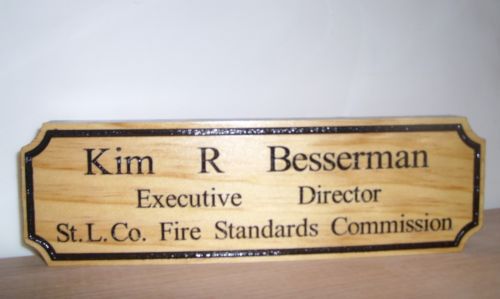 Kim R Besserman
Executive Director
St. L. Co. Fire Standards Commission